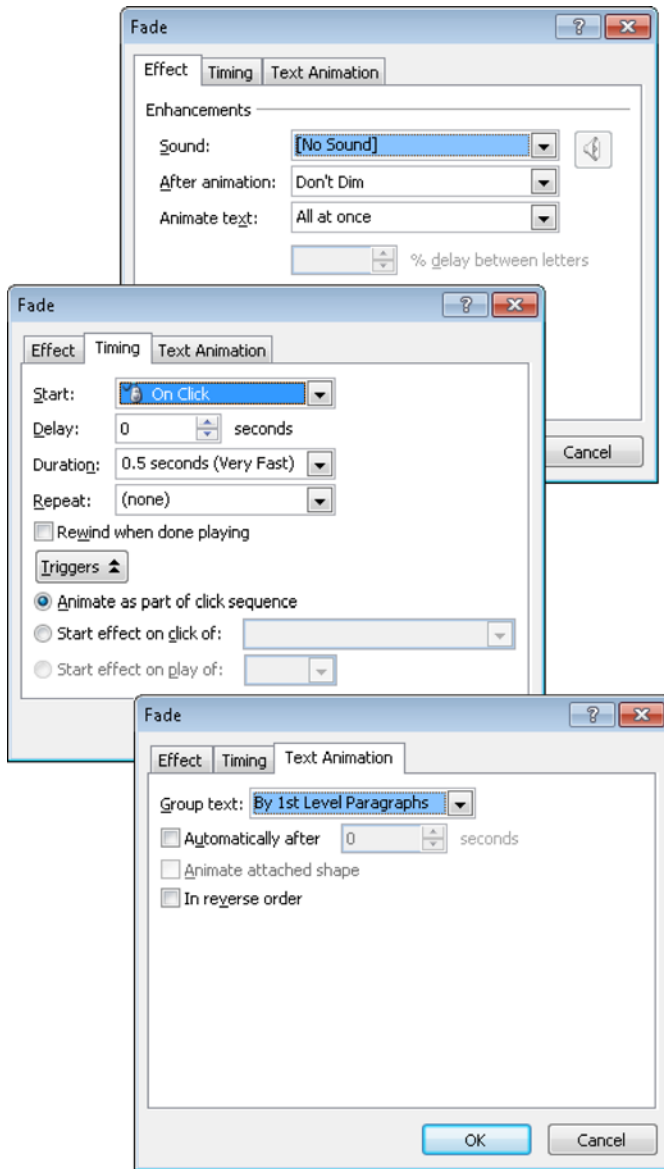 Fade
Effect Timing Text Animation
Enhancements
Sound: [No Sound]
After animation: Don't Dim
Animate text: All at once
% delay between letters
Cancel
Fade
Effect Timing Text Animation
Start: On Click
Delay: 0 seconds
Duration: 0.5 seconds (Very Fast)
Repeat: (none)
Rewind when done playing
Triggers
Animate as part of click sequence
Start effect on click of:
Start effect on play of:
Fade
Effect Timing Text Animation
Group text: By 1st Level Paragraphs
Automatically after 0 seconds
Animate attached shape
In reverse order
OK Cancel